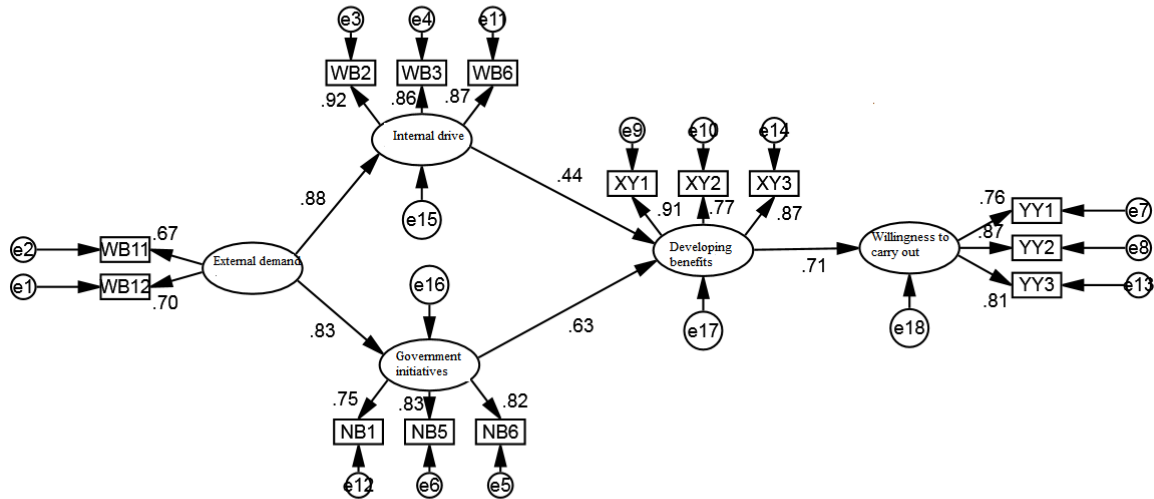 e3
e4
e11
WB2
WB3
WB6
.92
.86
.87
Internal drive
e9
e10
e14
.44
XY1
XY2
XY3
.88
e15
.91
.77
.87
.76
YY1
e7
e2
WB11
.67
External demand
Developing
benefits
Willingness to
carry out
.87
YY2
e8
e1
WB12
.70
.71
.81
YY3
e13
e16
.83
.63
e17
e18
Government
initiatives
.75
.83
.82
NB1
NB5
NB6
e12
e6
e5